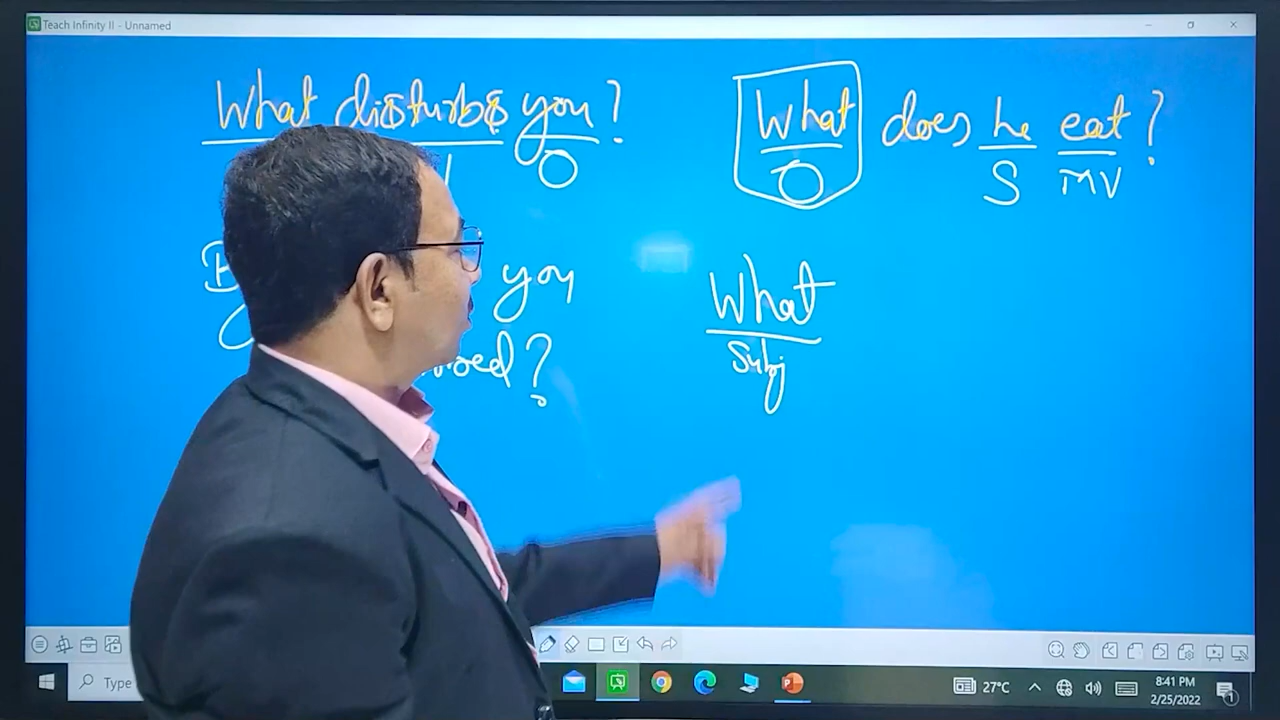 Teach Infinity II - Unnamed
What disturbs you?
O
you
?
What does he eat?
O S MV
What
Subj
Type
27°C
8:41 PM
2/25/2022